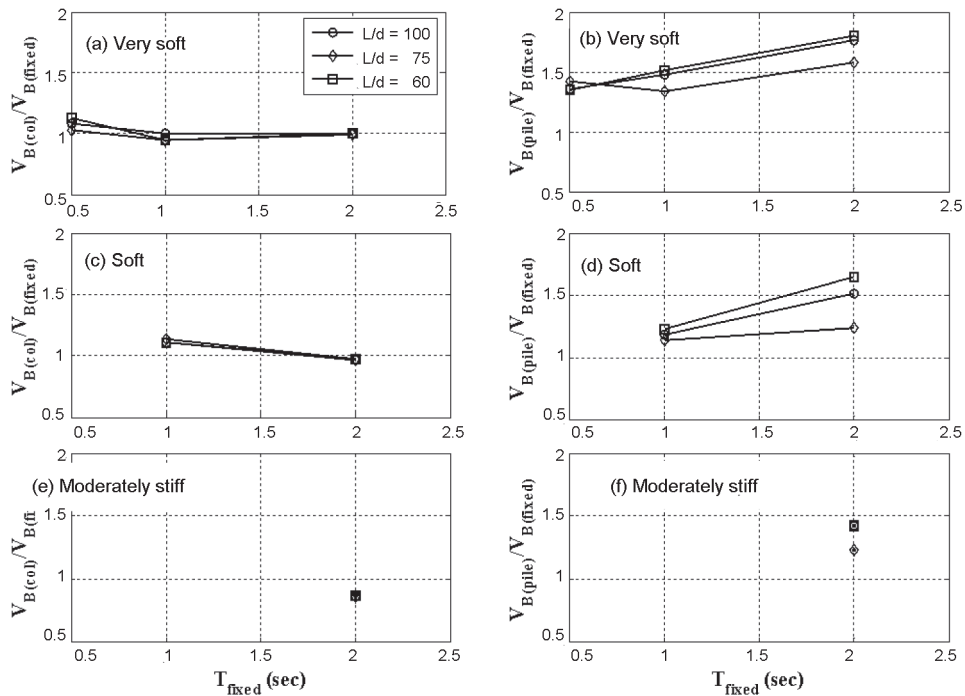 (a) Very soft
L/d = 100
L/d = 75
L/d = 60
V_B(col)/V_B(fixed)
2
1.5
1
0.5
0.5 1 1.5 2 2.5
(b) Very soft
V_B(pile)/V_B(fixed)
2
1.5
1
0.5
0.5 1 1.5 2 2.5
(c) Soft
V_B(col)/V_B(fixed)
2
1.5
1
0.5
0.5 1 1.5 2 2.5
(d) Soft
V_B(pile)/V_B(fixed)
2
1.5
1
0.5
0.5 1 1.5 2 2.5
(e) Moderately stiff
V_B(col)/V_B(fi
2
1.5
1
0.5
0.5 1 1.5 2 2.5
T_fixed (sec)
(f) Moderately stiff
V_B(pile)/V_B(fixed)
2
1.5
1
0.5
0.5 1 1.5 2 2.5
T_fixed (sec)